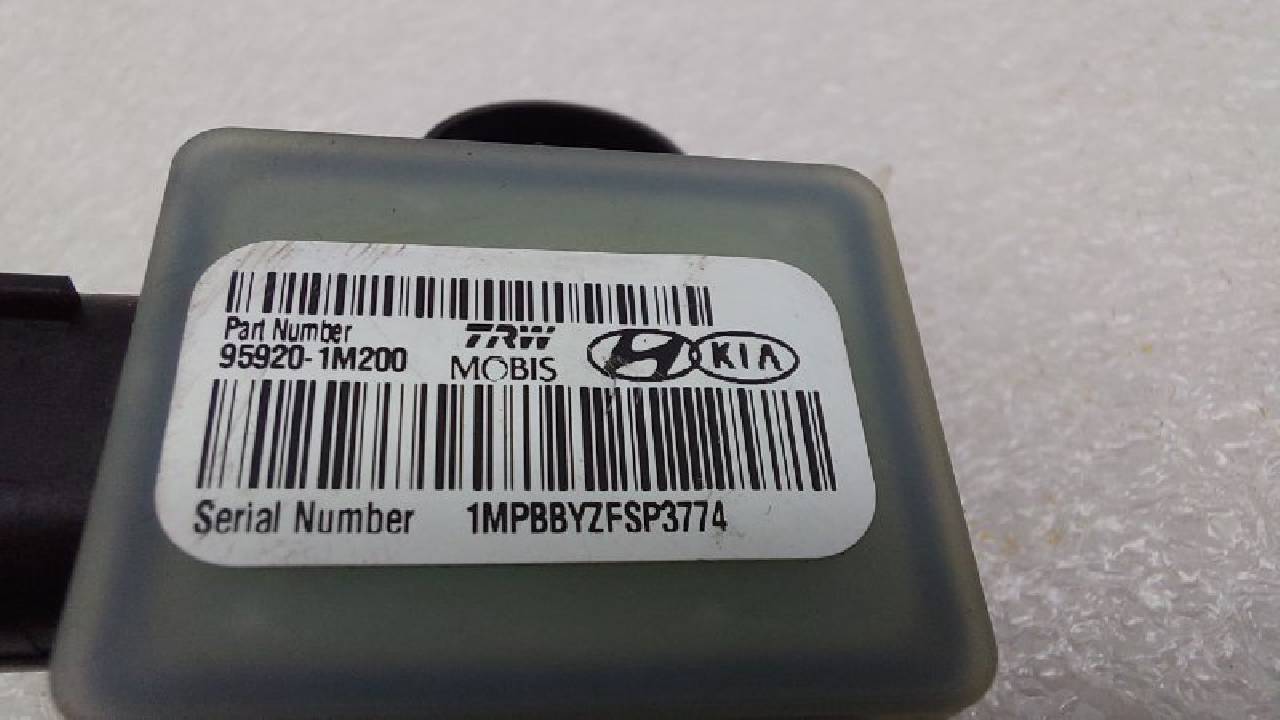 Part Number
95920-1M200
TRW
MOBIS
KIA
Serial Number 1MPBBYZFSP3774